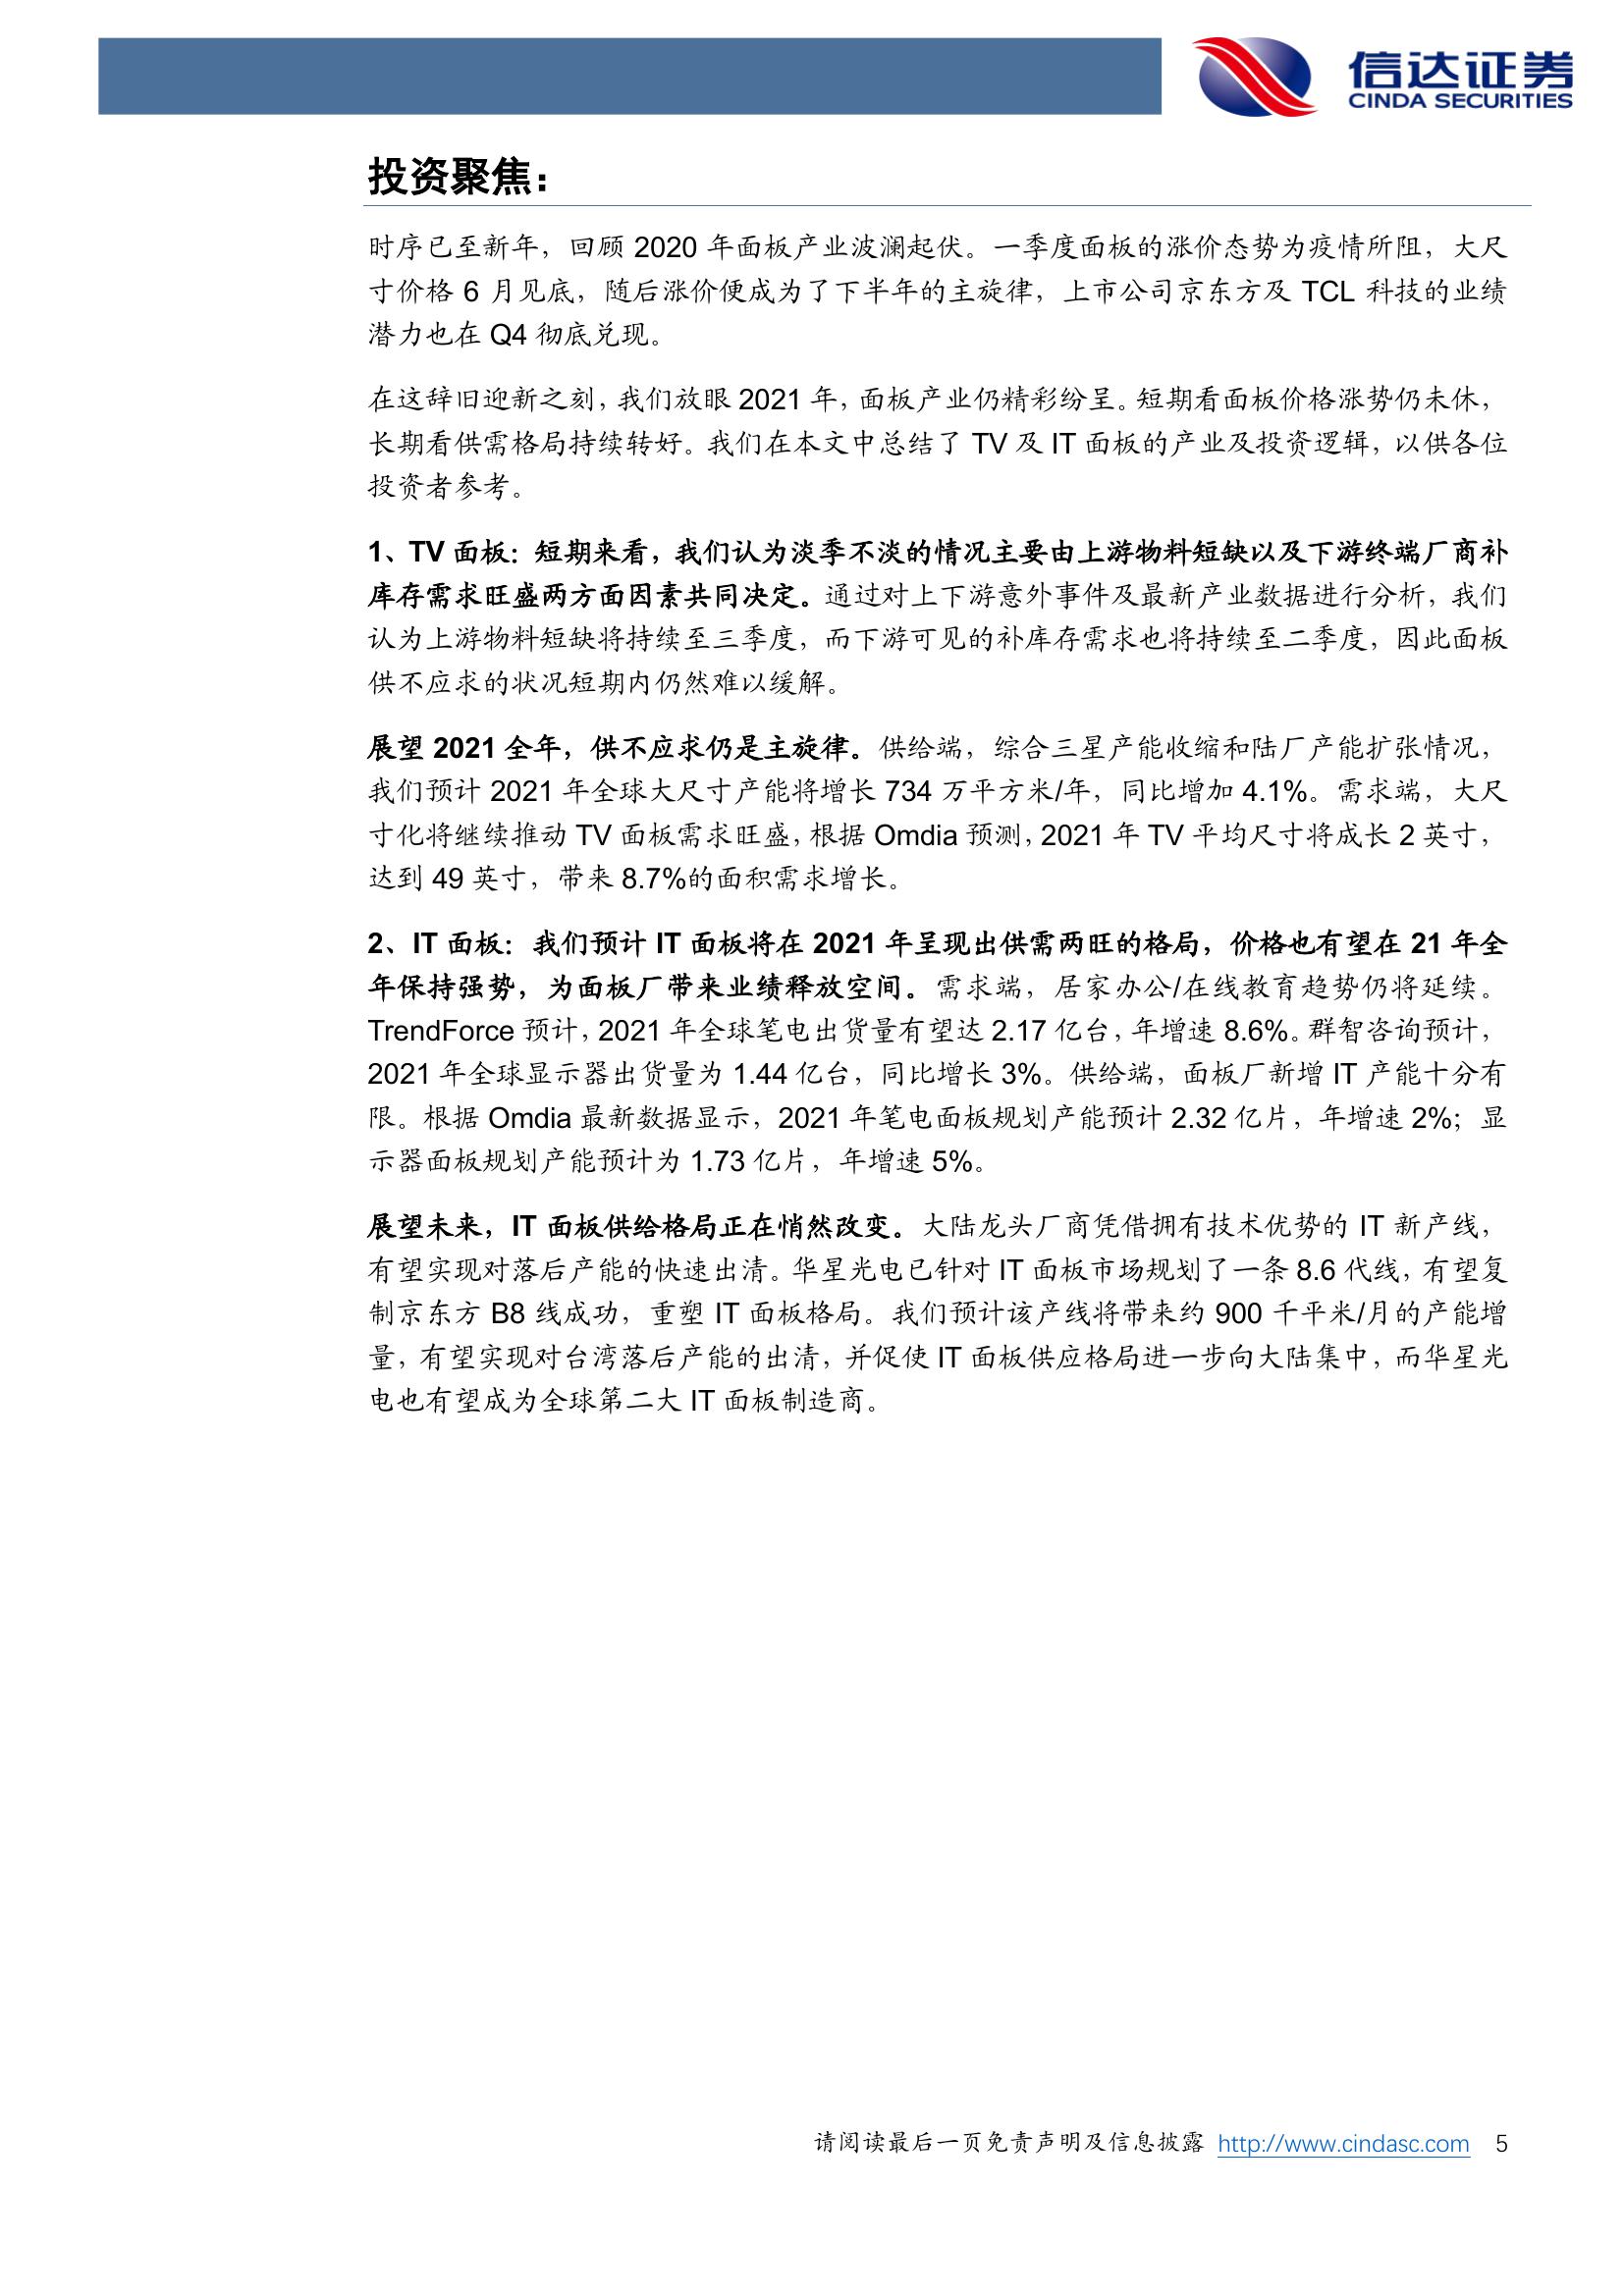 信达证券
CINDA SECURITIES
投资聚焦：
时序已至新年，回顾 2020 年面板产业波澜起伏。一季度面板的涨价态势为疫情所阻，大尺
寸价格 6 月见底，随后涨价便成为了下半年的主旋律，上市公司京东方及 TCL 科技的业绩
潜力也在 Q4 彻底兑现。
在这辞旧迎新之刻，我们放眼 2021 年，面板产业仍精彩纷呈。短期看面板价格涨势仍未休，
长期看供需格局持续转好。我们在本文中总结了 TV 及 IT 面板的产业及投资逻辑，以供各位
投资者参考。
1、TV 面板：短期来看，我们认为淡季不淡的情况主要由上游物料短缺以及下游终端厂商补
库存需求旺盛两方面因素共同决定。通过对上下游意外事件及最新产业数据进行分析，我们
认为上游物料短缺将持续至三季度，而下游可见的补库存需求也将持续至二季度，因此面板
供不应求的状况短期内仍然难以缓解。
展望 2021 全年，供不应求仍是主旋律。供给端，综合三星产能收缩和陆厂产能扩张情况，
我们预计 2021 年全球大尺寸产能将增长 734 万平方米/年，同比增加 4.1%。需求端，大尺
寸化将继续推动 TV 面板需求旺盛，根据 Omdia 预测，2021 年 TV 平均尺寸将成长 2 英寸，
达到 49 英寸，带来 8.7%的面积需求增长。
2、IT 面板：我们预计 IT 面板将在 2021 年呈现出供需两旺的格局，价格也有望在 21 年全
年保持强势，为面板厂带来业绩释放空间。需求端，居家办公/在线教育趋势仍将延续。
TrendForce 预计，2021 年全球笔电出货量有望达 2.17 亿台，年增速 8.6%。群智咨询预计，
2021 年全球显示器出货量为 1.44 亿台，同比增长 3%。供给端，面板厂新增 IT 产能十分有
限。根据 Omdia 最新数据显示，2021 年笔电面板规划产能预计 2.32 亿片，年增速 2%；显
示器面板规划产能预计为 1.73 亿片，年增速 5%。
展望未来，IT 面板供给格局正在悄然改变。大陆龙头厂商凭借拥有技术优势的 IT 新产线，
有望实现对落后产能的快速出清。华星光电已针对 IT 面板市场规划了一条 8.6 代线，有望复
制京东方 B8 线成功，重塑 IT 面板格局。我们预计该产线将带来约 900 千平米/月的产能增
量，有望实现对台湾落后产能的出清，并促使 IT 面板供应格局进一步向大陆集中，而华星光
电也有望成为全球第二大 IT 面板制造商。
请阅读最后一页免责声明及信息披露 http://www.cindasc.com 5